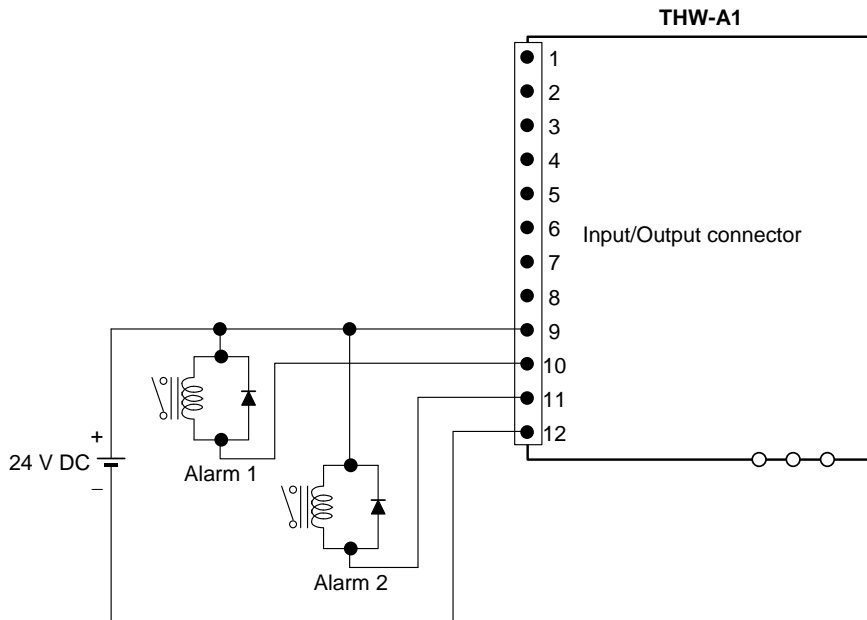 THW-A1
1
2
3
4
5
6
Input/Output connector
7
8
9
10
11
12
+
24 V DC
–
Alarm 1
Alarm 2